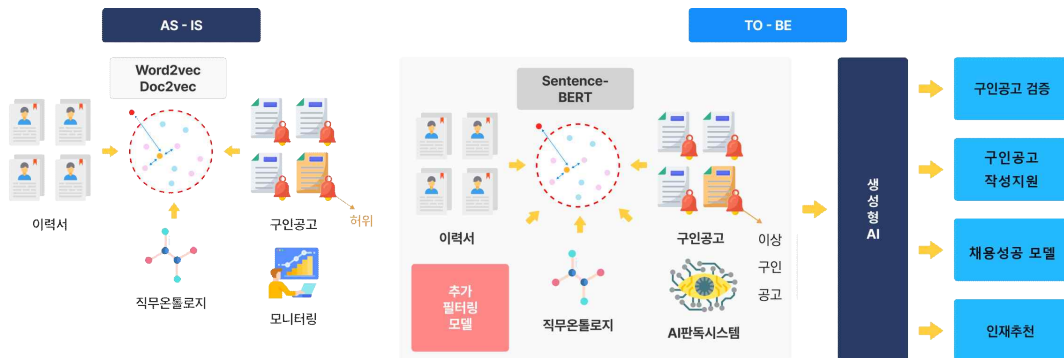 AS - IS
Word2vec
Doc2vec
이력서
구인공고
허위
직무온톨로지
모니터링
TO - BE
Sentence-
BERT
이력서
구인공고
이상
구인
공고
추가
필터링
모델
직무온톨로지
AI판독시스템
생
성
형
AI
구인공고 검증
구인공고
작성지원
채용성공 모델
인재추천